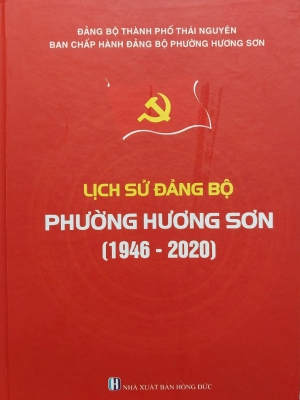 ĐẢNG BỘ THÀNH PHỐ THÁI NGUYÊN
BAN CHẤP HÀNH ĐẢNG BỘ PHƯỜNG HƯƠNG SƠN
LỊCH SỬ ĐẢNG BỘ
PHƯỜNG HƯƠNG SƠN
(1946 - 2020)
NHÀ XUẤT BẢN HỒNG ĐỨC